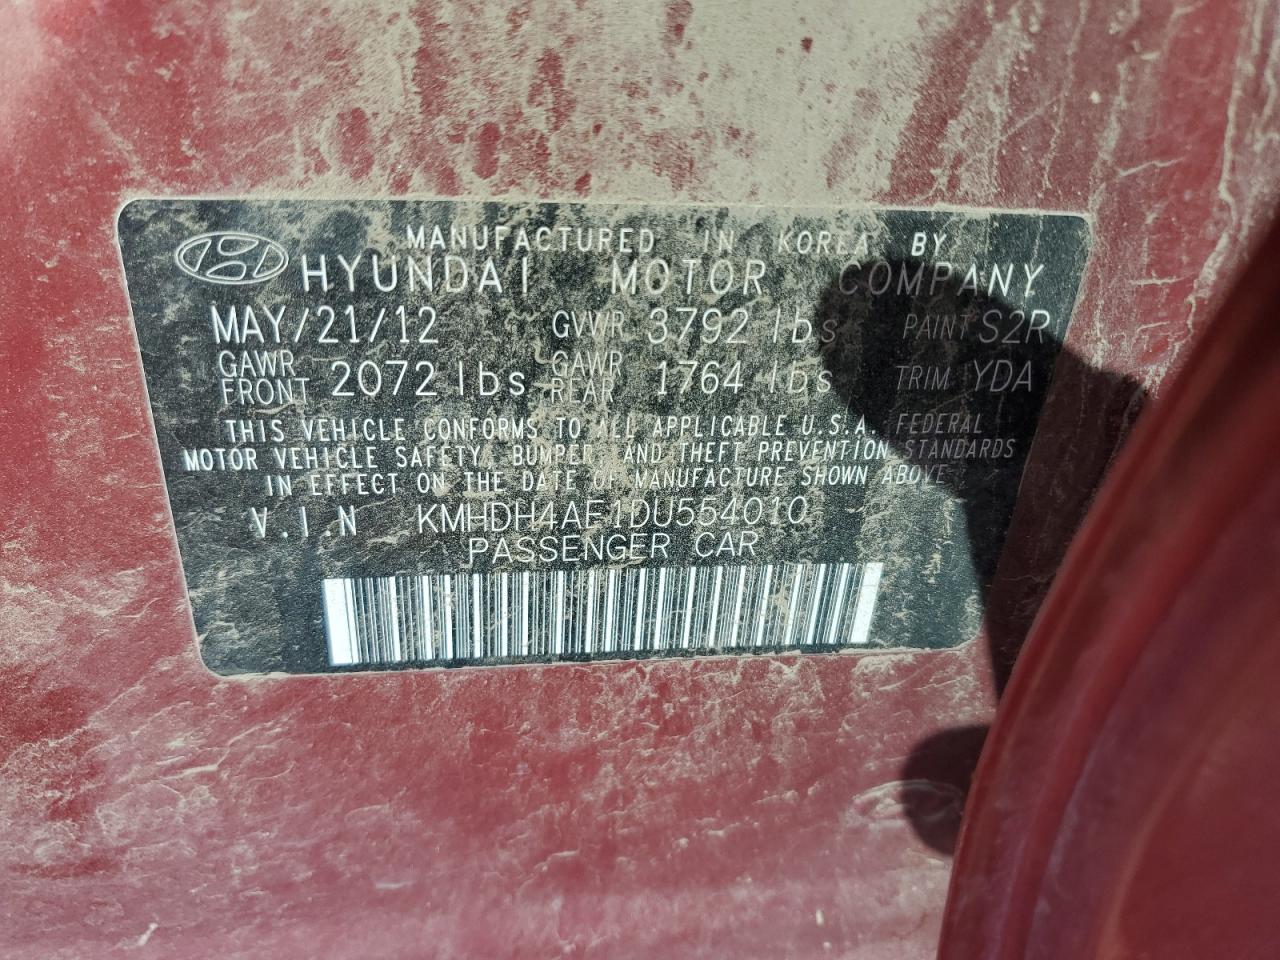 MANUFACTURED IN KOREA BY
HYUNDAI MOTOR COMPANY
MAY/21/12 GVWR 3792 lbs PAINT S2R
GAWR FRONT 2072 lbs GAWR REAR 1764 lbs TRIM YDA
THIS VEHICLE CONFORMS TO ALL APPLICABLE U.S.A. FEDERAL
MOTOR VEHICLE SAFETY, BUMPER, AND THEFT PREVENTION STANDARDS
IN EFFECT ON THE DATE OF MANUFACTURE SHOWN ABOVE
V.I.N KMHDH4AE1DU554010
PASSENGER CAR